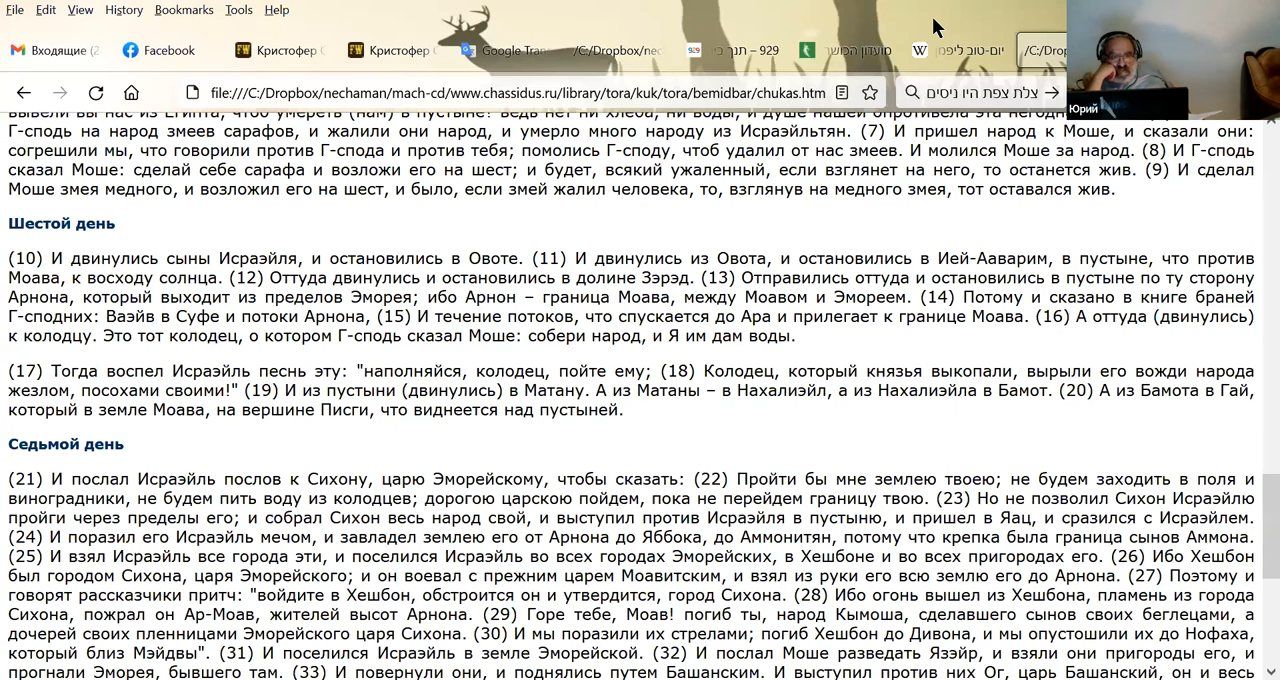 File Edit View History Bookmarks Tools Help
Входящие (2 Facebook Кристофер Кристофер Google Tran /C:/Dropbox/nec 929 – תנך בי מועדון הכושר יום-טוב ליפמן /C:/Dro
file:///C:/Dropbox/nechaman/mach-cd/www.chassidus.ru/library/tora/kuk/tora/bemidbar/chukas.htm צלת צפת היו ניסים
Юрий
вывели вы нас из Египта, чтоб умереть (нам) в пустыне! ведь нет ни хлеба, ни воды, и душе нашей опротивела эта
Г-сподь на народ змеев сарафов, и жалили они народ, и умерло много народу из Исраэйльтян. (7) И пришел народ к Моше, и сказали они:
согрешили мы, что говорили против Г-спода и против тебя; помолись Г-споду, чтоб удалил от нас змеев. И молился Моше за народ. (8) И Г-сподь
сказал Моше: сделай себе сарафа и возложи его на шест; и будет, всякий ужаленный, если взглянет на него, то останется жив. (9) И сделал
Моше змея медного, и возложил его на шест, и было, если змей жалил человека, то, взглянув на медного змея, тот оставался жив.
Шестой день
(10) И двинулись сыны Исраэйля, и остановились в Овоте. (11) И двинулись из Овота, и остановились в Ией-Ааварим, в пустыне, что против
Моава, к восходу солнца. (12) Оттуда двинулись и остановились в долине Зэрэд. (13) Отправились оттуда и остановились в пустыне по ту сторону
Арнона, который выходит из пределов Эморея; ибо Арнон – граница Моава, между Моавом и Эмореем. (14) Потому и сказано в книге браней
Г-сподних: Ваэйв в Суфе и потоки Арнона, (15) И течение потоков, что спускается до Ара и прилегает к границе Моава. (16) А оттуда (двинулись)
к колодцу. Это тот колодец, о котором Г-сподь сказал Моше: собери народ, и Я им дам воды.
(17) Тогда воспел Исраэйль песнь эту: "наполняйся, колодец, пойте ему; (18) Колодец, который князья выкопали, вырыли его вожди народа
жезлом, посохами своими!" (19) И из пустыни (двинулись) в Матану. А из Матаны – в Нахалиэйл, а из Нахалиэйла в Бамот. (20) А из Бамота в Гай,
который в земле Моава, на вершине Писги, что виднеется над пустыней.
Седьмой день
(21) И послал Исраэйль послов к Сихону, царю Эморейскому, чтобы сказать: (22) Пройти бы мне землею твоею; не будем заходить в поля и
виноградники, не будем пить воду из колодцев; дорогою царскою пойдем, пока не перейдем границу твою. (23) Но не позволил Сихон Исраэйлю
пройти через пределы его; и собрал Сихон весь народ свой, и выступил против Исраэйля в пустыню, и пришел в Яац, и сразился с Исраэйлем.
(24) И поразил его Исраэйль мечом, и завладел землею его от Арнона до Яббока, до Аммонитян, потому что крепка была граница сынов Аммона.
(25) И взял Исраэйль все города эти, и поселился Исраэйль во всех городах Эморейских, в Хешбоне и во всех пригородах его. (26) Ибо Хешбон
был городом Сихона, царя Эморейского; и он воевал с прежним царем Моавитским, и взял из руки его всю землю его до Арнона. (27) Поэтому и
говорят рассказчики притч: "войдите в Хешбон, обстроится он и утвердится, город Сихона. (28) Ибо огонь вышел из Хешбона, пламень из города
Сихона, пожрал он Ар-Моав, жителей высот Арнона. (29) Горе тебе, Моав! погиб ты, народ Кымоша, сделавшего сынов своих беглецами, а
дочерей своих пленницами Эморейского царя Сихона. (30) И мы поразили их стрелами; погиб Хешбон до Дивона, и мы опустошили их до Нофаха,
который близ Мэйдвы". (31) И поселился Исраэйль в земле Эморейской. (32) И послал Моше разведать Язэйр, и взяли они пригороды его, и
прогнали Эморея, бывшего там. (33) И повернули они, и поднялись путем Башанским. И выступил против них Ог, царь Башанский, он и весь